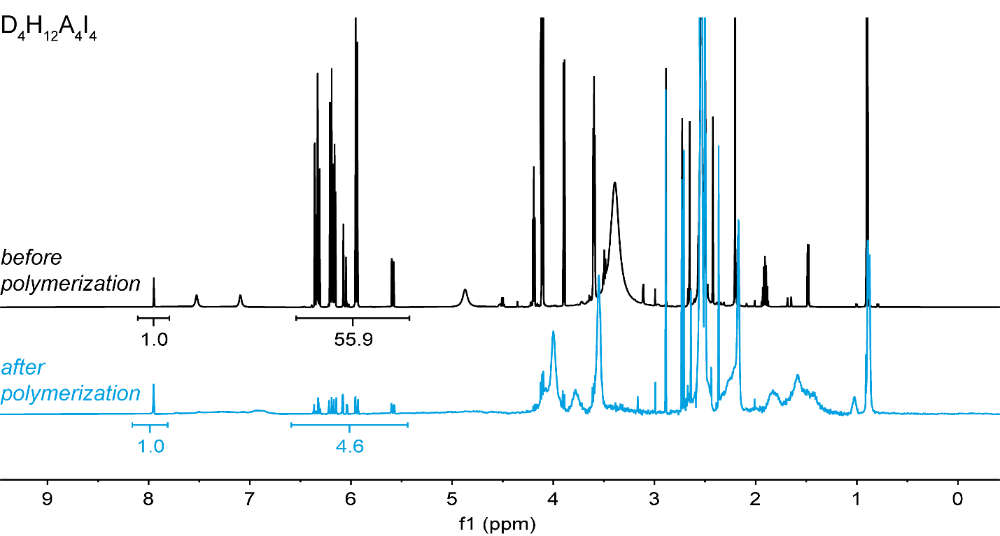 D₄H₁₂A₄I₄
before
polymerization
1.0 55.9
after
polymerization
1.0 4.6
9 8 7 6 5 4 3 2 1 0
f1 (ppm)